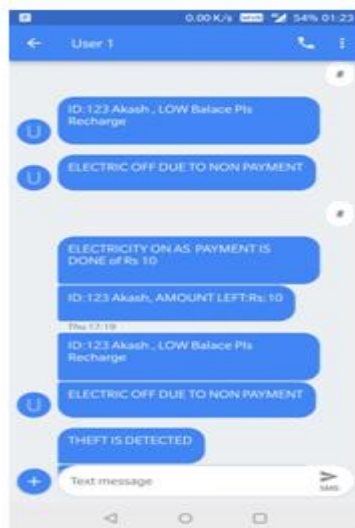 0.00 K/s 54% 01:23
User 1
#
ID:123 Akash , LOW Balace Pls
Recharge
U
ELECTRIC OFF DUE TO NON PAYMENT
U
#
ELECTRICITY ON AS PAYMENT IS
DONE of Rs 10
ID:123 Akash, AMOUNT LEFT:Rs:10
Thu 17:19
ID:123 Akash , LOW Balace Pls
Recharge
ELECTRIC OFF DUE TO NON PAYMENT
U
THEFT IS DETECTED
Text message
SMS